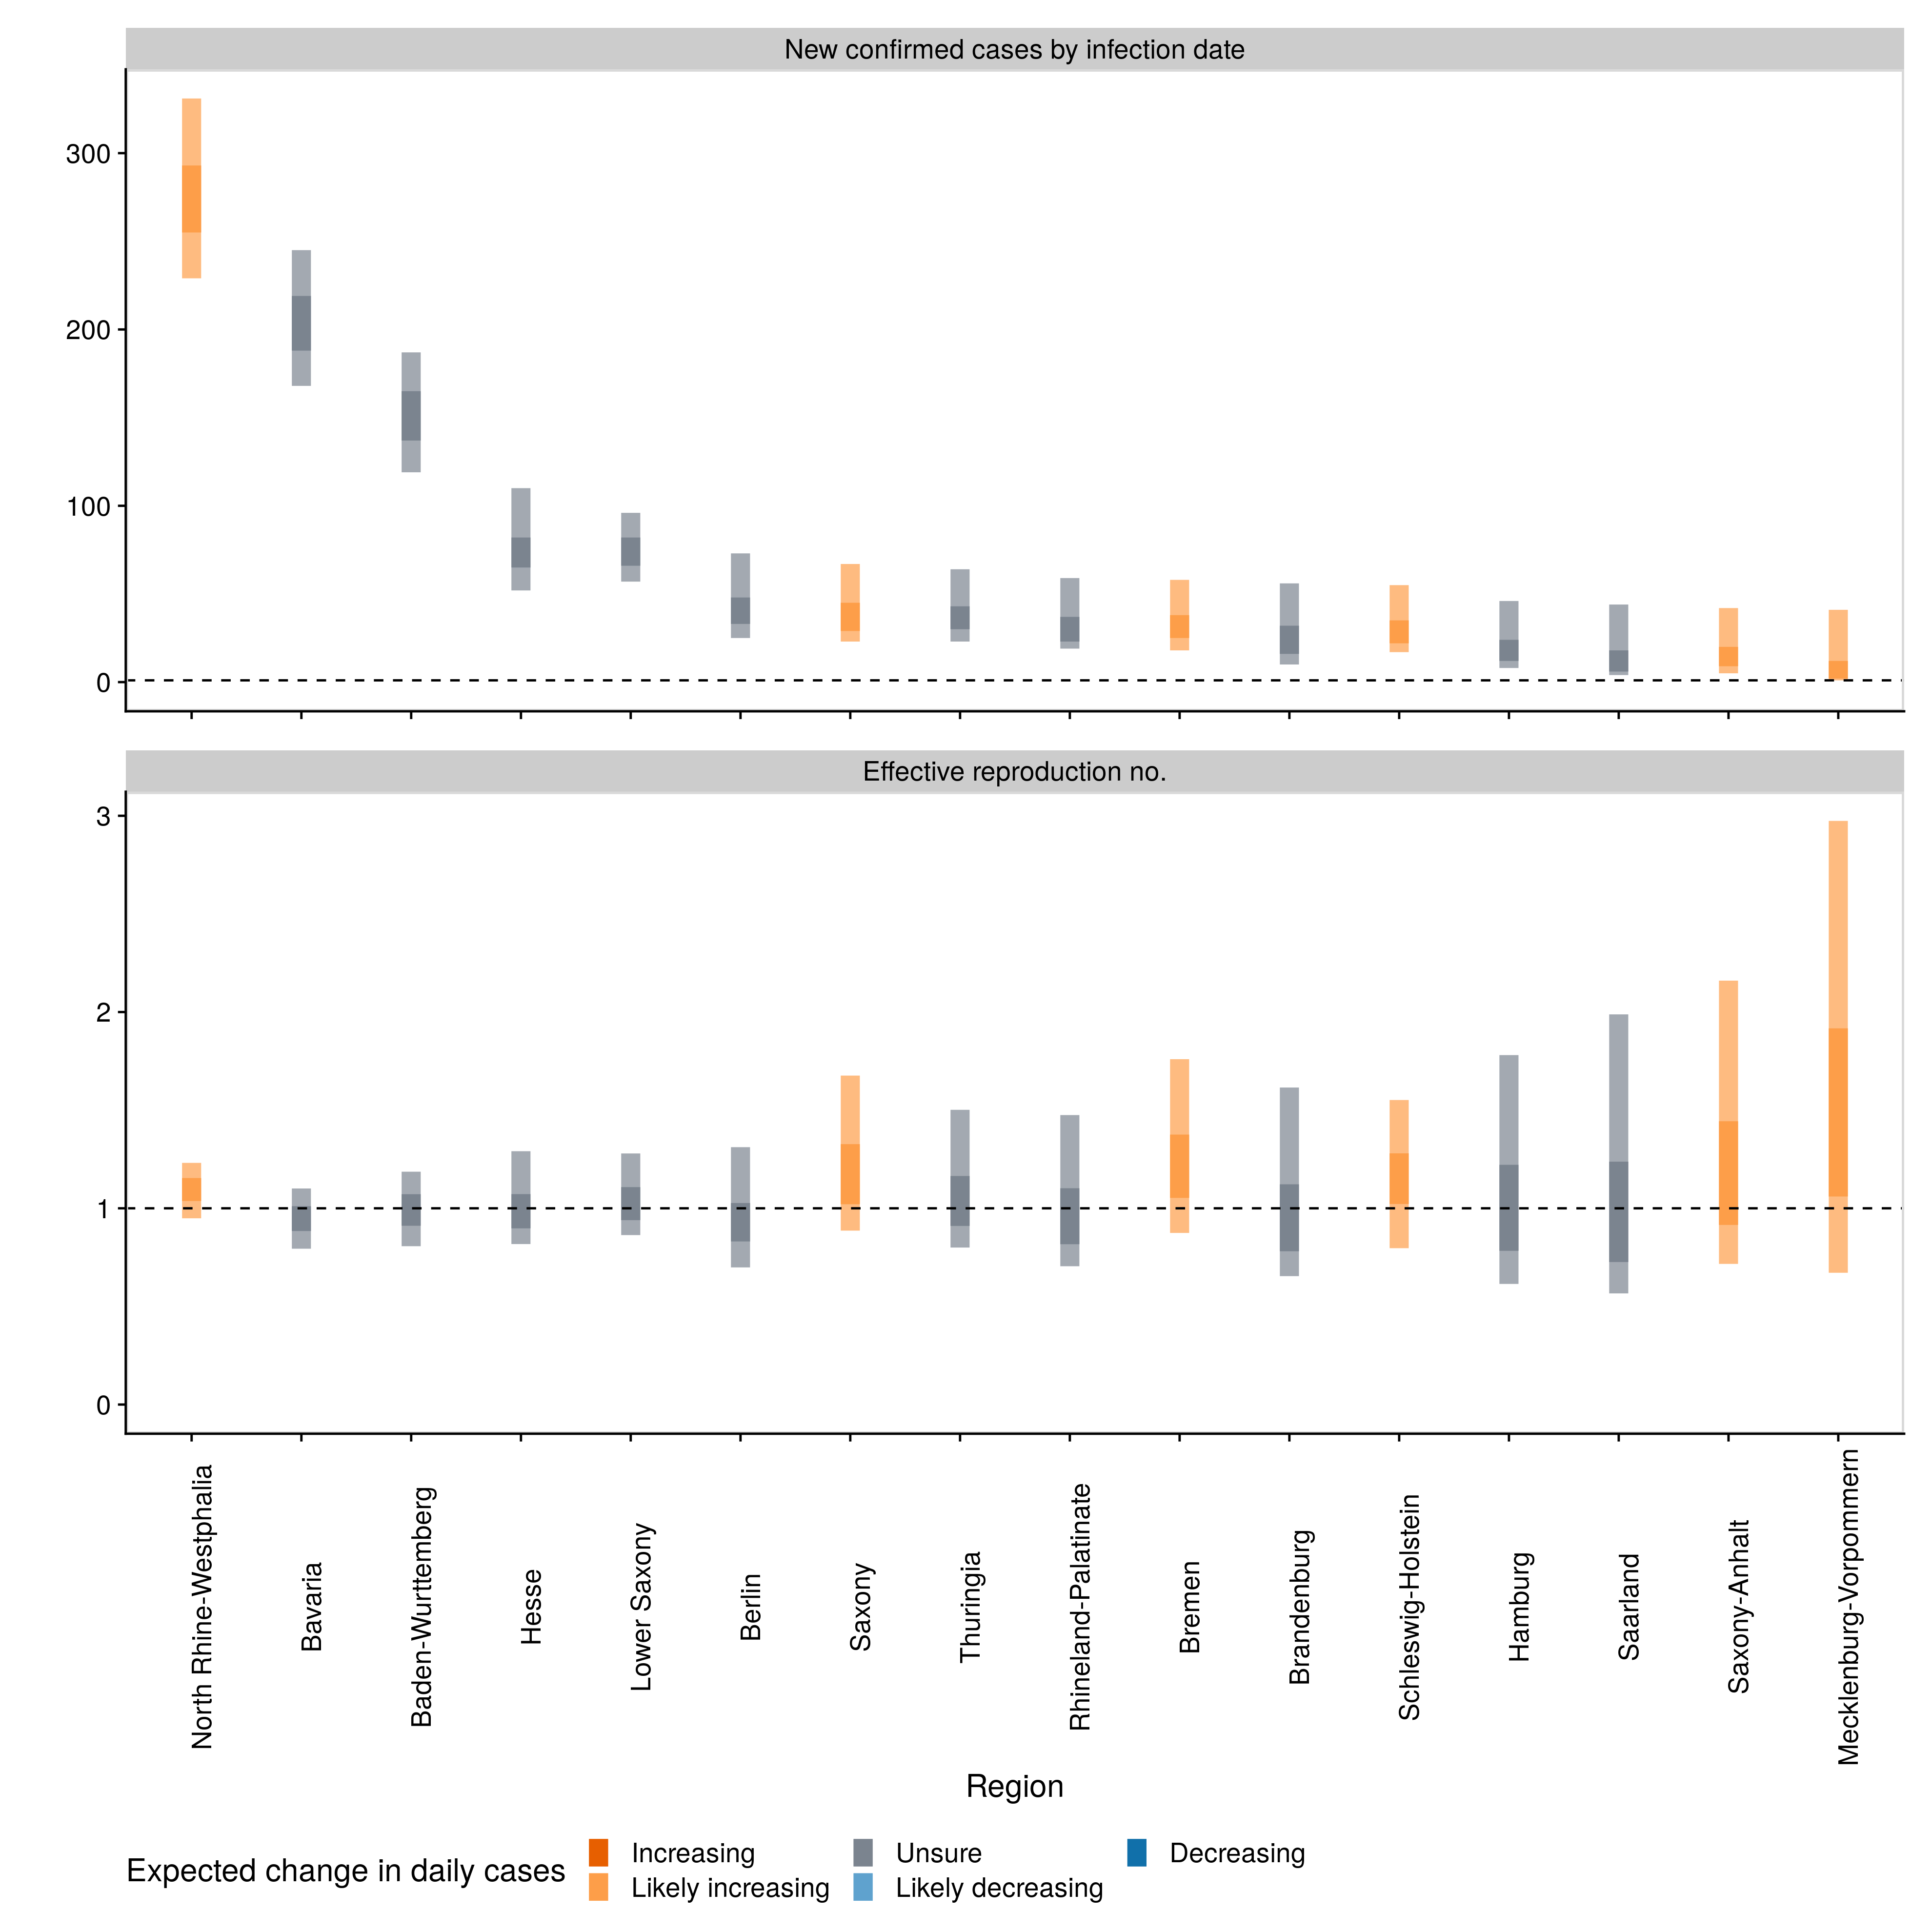 New confirmed cases by infection date
300
200
100
0
Effective reproduction no.
3
2
1
0
North Rhine-Westphalia
Bavaria
Baden-Wurttemberg
Hesse
Lower Saxony
Berlin
Saxony
Thuringia
Rhineland-Palatinate
Bremen
Brandenburg
Schleswig-Holstein
Hamburg
Saarland
Saxony-Anhalt
Mecklenburg-Vorpommern
Region
Expected change in daily cases
Increasing
Likely increasing
Unsure
Likely decreasing
Decreasing